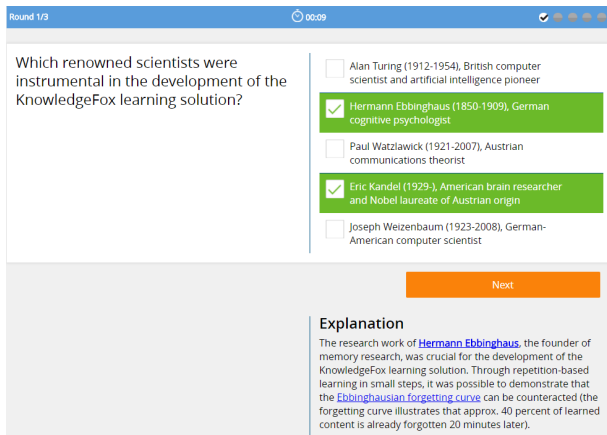 Round 1/3
00:09
Which renowned scientists were
instrumental in the development of the
KnowledgeFox learning solution?
Alan Turing (1912-1954), British computer
scientist and artificial intelligence pioneer
Hermann Ebbinghaus (1850-1909), German
cognitive psychologist
Paul Watzlawick (1921-2007), Austrian
communications theorist
Eric Kandel (1929-), American brain researcher
and Nobel laureate of Austrian origin
Joseph Weizenbaum (1923-2008), German-
American computer scientist
Next
Explanation
The research work of Hermann Ebbinghaus, the founder of
memory research, was crucial for the development of the
KnowledgeFox learning solution. Through repetition-based
learning in small steps, it was possible to demonstrate that
the Ebbinghausian forgetting curve can be counteracted (the
forgetting curve illustrates that approx. 40 percent of learned
content is already forgotten 20 minutes later).